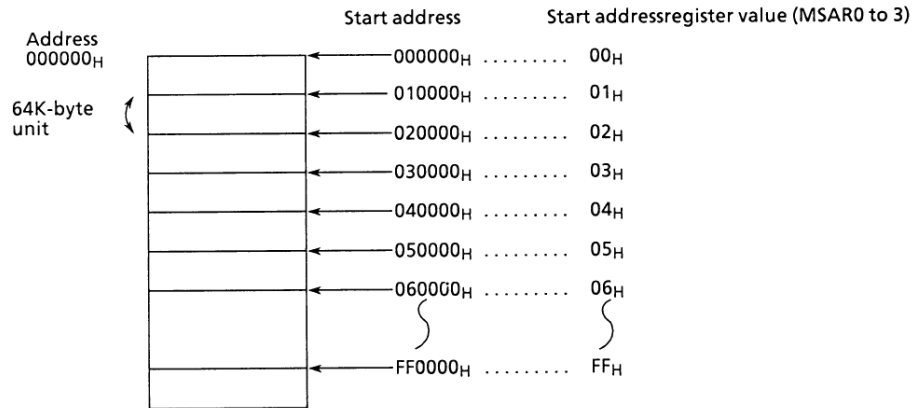 Start address Start addressregister value (MSAR0 to 3)
Address
000000H
000000H ......... 00H
64K-byte
unit
010000H ......... 01H
020000H ......... 02H
030000H ......... 03H
040000H ......... 04H
050000H ......... 05H
060000H ......... 06H
FF0000H ......... FFH